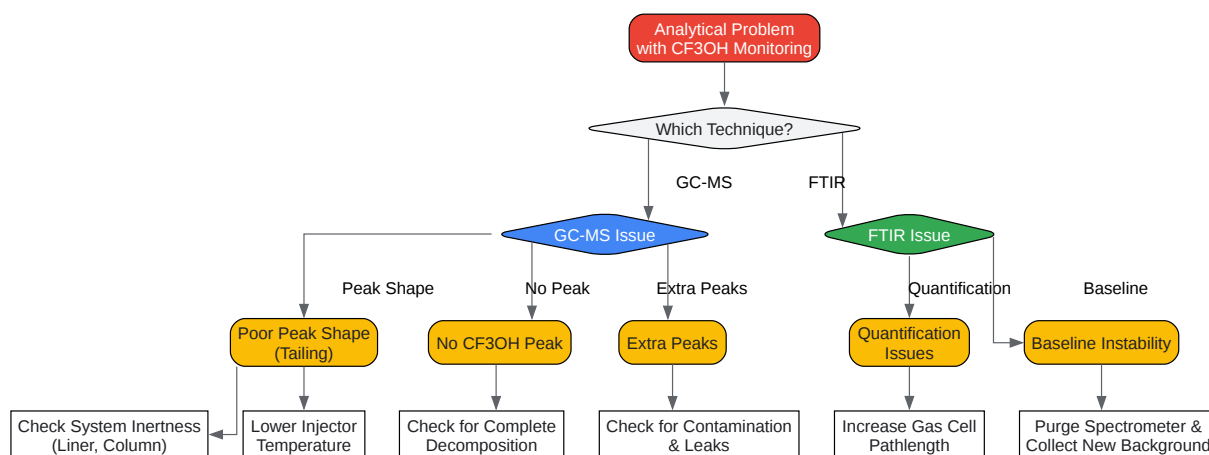 Analytical Problem
with CF3OH Monitoring
Which Technique?
GC-MS
FTIR
GC-MS Issue
FTIR Issue
Peak Shape
No Peak
Extra Peaks
Quantification
Baseline
Poor Peak Shape
(Tailing)
No CF3OH Peak
Extra Peaks
Quantification
Issues
Baseline Instability
Check System Inertness
(Liner, Column)
Lower Injector
Temperature
Check for Complete
Decomposition
Check for Contamination
& Leaks
Increase Gas Cell
Pathlength
Purge Spectrometer &
Collect New Background